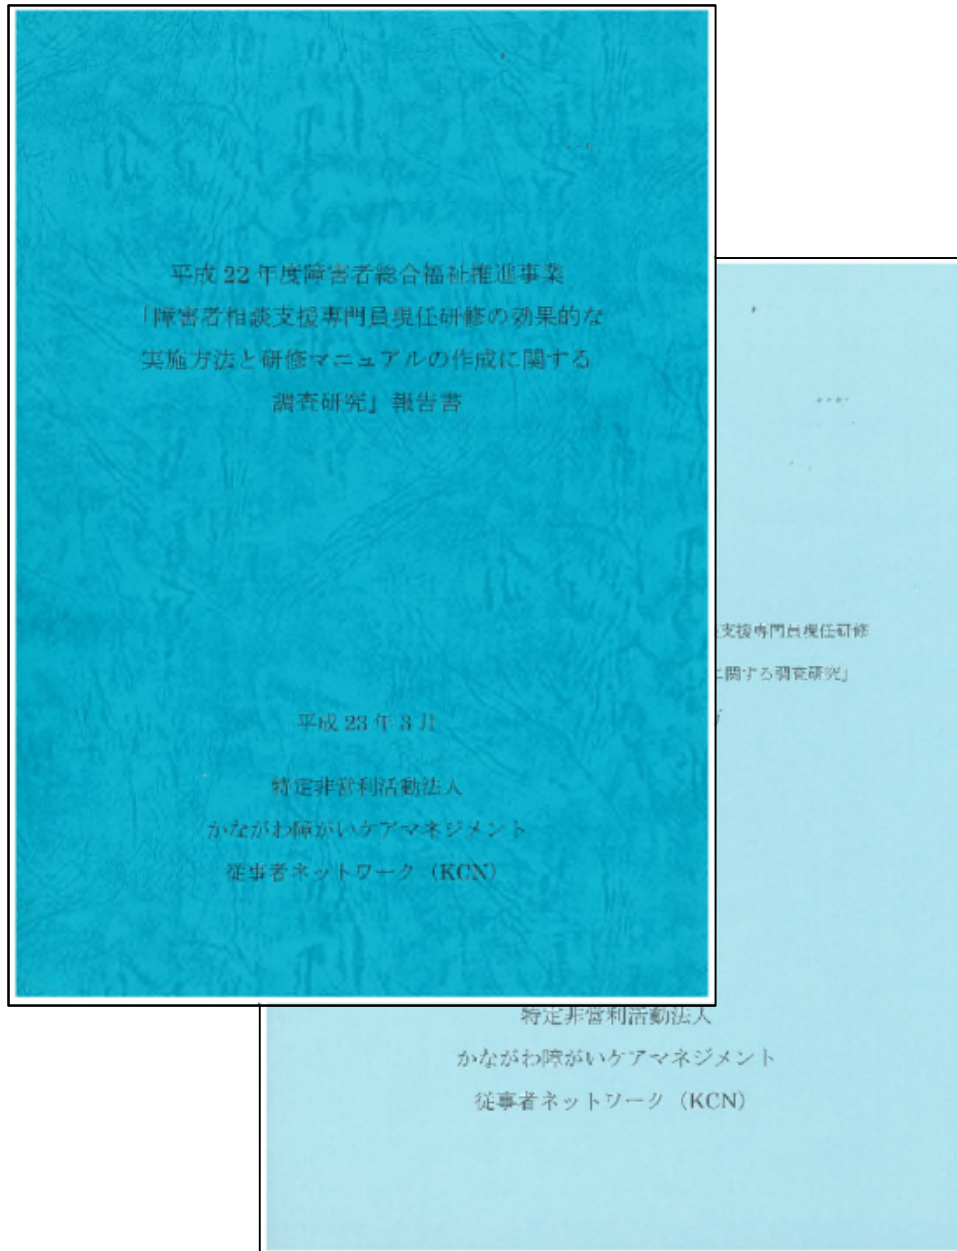 平成 22 年度障害者総合福祉推進事業
「障害者相談支援専門員現任研修の効果的な
実施方法と研修マニュアルの作成に関する
調査研究」報告書
平成 23 年 3 月
特定非営利活動法人
かながわ障がいケアマネジメント
従事者ネットワーク（KCN）
支援専門員現任研修
に関する調査研究」
特定非営利活動法人
かながわ障がいケアマネジメント
従事者ネットワーク（KCN）